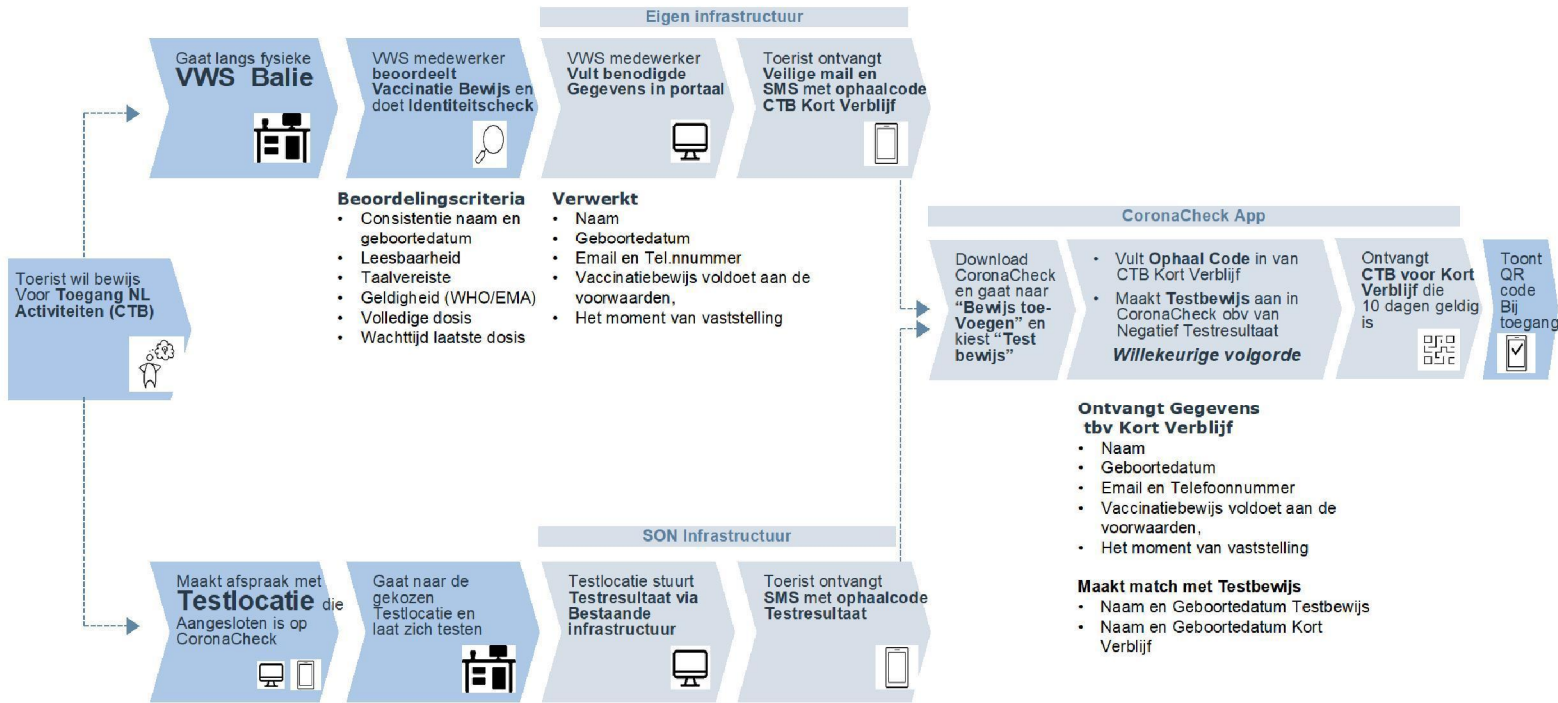 Eigen infrastructuur
Gaat langs fysieke
VWS Balie
VWS medewerker
beoordeelt
Vaccinatie Bewijs en
doet Identiteitscheck
VWS medewerker
Vult benodigde
Gegevens in portaal
Toerist ontvangt
Veilige mail en
SMS met ophaalcode
CTB Kort Verblijf
Beoordelingscriteria
• Consistentie naam en
geboortedatum
• Leesbaarheid
• Taalvereiste
• Geldigheid (WHO/EMA)
• Volledige dosis
• Wachttijd laatste dosis
Verwerkt
• Naam
• Geboortedatum
• Email en Tel.nnummer
• Vaccinatiebewijs voldoet aan de
voorwaarden,
• Het moment van vaststelling
Toerist wil bewijs
Voor Toegang NL
Activiteiten (CTB)
CoronaCheck App
Download
CoronaCheck
en gaat naar
“Bewijs toe-
Voegen” en
kiest “Test
bewijs”
• Vult Ophaal Code in van
CTB Kort Verblijf
• Maakt Testbewijs aan in
CoronaCheck obv van
Negatief Testresultaat
Willekeurige volgorde
Ontvangt
CTB voor Kort
Verblijf die
10 dagen geldig
is
Toont
QR
code
Bij
toegang
Ontvangt Gegevens
tbv Kort Verblijf
• Naam
• Geboortedatum
• Email en Telefoonnummer
• Vaccinatiebewijs voldoet aan de
voorwaarden,
• Het moment van vaststelling
Maakt match met Testbewijs
• Naam en Geboortedatum Testbewijs
• Naam en Geboortedatum Kort
Verblijf
SON Infrastructuur
Maakt afspraak met
Testlocatie die
Aangesloten is op
CoronaCheck
Gaat naar de
gekozen
Testlocatie en
laat zich testen
Testlocatie stuurt
Testresultaat via
Bestaande
infrastructuur
Toerist ontvangt
SMS met ophaalcode
Testresultaat